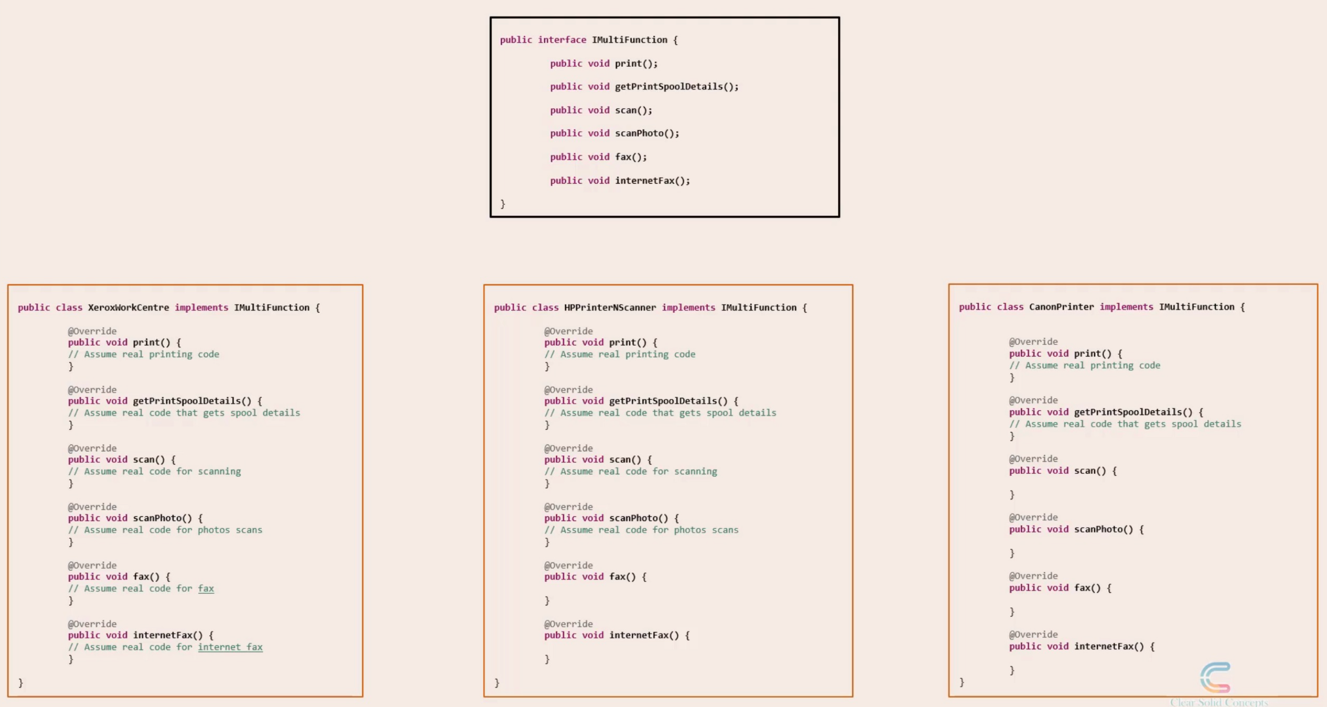 public interface IMultiFunction {
public void print();
public void getPrintSpoolDetails();
public void scan();
public void scanPhoto();
public void fax();
public void internetFax();
}
public class XeroxWorkCentre implements IMultiFunction {
@Override
public void print() {
// Assume real printing code
}
@Override
public void getPrintSpoolDetails() {
// Assume real code that gets spool details
}
@Override
public void scan() {
// Assume real code for scanning
}
@Override
public void scanPhoto() {
// Assume real code for photos scans
}
@Override
public void fax() {
// Assume real code for fax
}
@Override
public void internetFax() {
// Assume real code for internet fax
}
}
public class HPPrinterNScanner implements IMultiFunction {
@Override
public void print() {
// Assume real printing code
}
@Override
public void getPrintSpoolDetails() {
// Assume real code that gets spool details
}
@Override
public void scan() {
// Assume real code for scanning
}
@Override
public void scanPhoto() {
// Assume real code for photos scans
}
@Override
public void fax() {
}
@Override
public void internetFax() {
}
}
public class CanonPrinter implements IMultiFunction {
@Override
public void print() {
// Assume real printing code
}
@Override
public void getPrintSpoolDetails() {
// Assume real code that gets spool details
}
@Override
public void scan() {
}
@Override
public void scanPhoto() {
}
@Override
public void fax() {
}
@Override
public void internetFax() {
}
}
Clear Solid Concepts